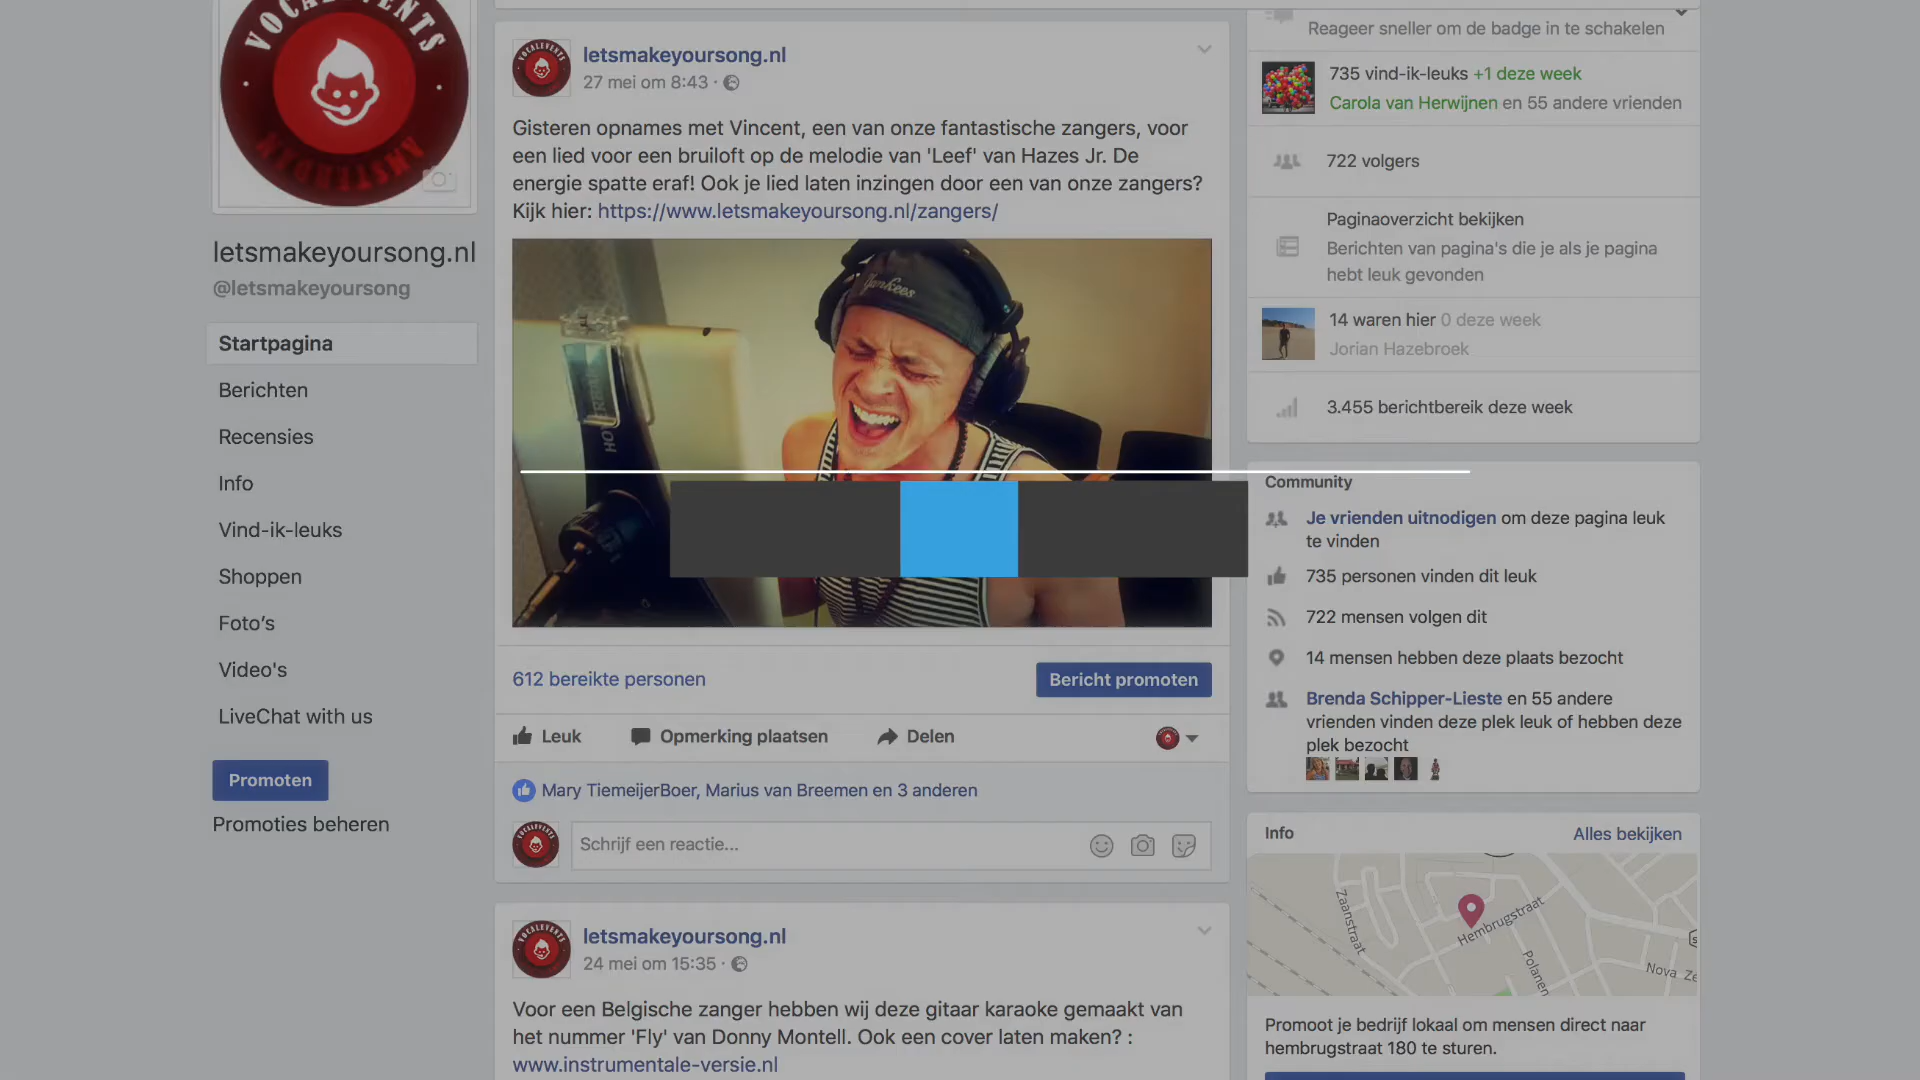 VOCALEVENTS
letsmakeyoursong.nl
@letsmakeyoursong
Startpagina
Berichten
Recensies
Info
Vind-ik-leuks
Shoppen
Foto's
Video's
LiveChat with us
Promoten
Promoties beheren
letsmakeyoursong.nl
27 mei om 8:43 ·
Gisteren opnames met Vincent, een van onze fantastische zangers, voor
een lied voor een bruiloft op de melodie van 'Leef' van Hazes Jr. De
energie spatte eraf! Ook je lied laten inzingen door een van onze zangers?
Kijk hier: https://www.letsmakeyoursong.nl/zangers/
Yankees
612 bereikte personen
Bericht promoten
Leuk
Opmerking plaatsen
Delen
Mary TiemeijerBoer, Marius van Breemen en 3 anderen
Schrijf een reactie...
letsmakeyoursong.nl
24 mei om 15:35 ·
Voor een Belgische zanger hebben wij deze gitaar karaoke gemaakt van
het nummer 'Fly' van Donny Montell. Ook een cover laten maken? :
www.instrumentale-versie.nl
Reageer sneller om de badge in te schakelen
735 vind-ik-leuks +1 deze week
Carola van Herwijnen en 55 andere vrienden
722 volgers
Paginaoverzicht bekijken
Berichten van pagina's die je als je pagina
hebt leuk gevonden
14 waren hier 0 deze week
Jorian Hazebroek
3.455 berichtbereik deze week
Community
Je vrienden uitnodigen om deze pagina leuk
te vinden
735 personen vinden dit leuk
722 mensen volgen dit
14 mensen hebben deze plaats bezocht
Brenda Schipper-Lieste en 55 andere
vrienden vinden deze plek leuk of hebben deze
plek bezocht
Info
Alles bekijken
Zaanstraat
Hembrugstraat
Polanen
Nova Ze
Promoot je bedrijf lokaal om mensen direct naar
hembrugstraat 180 te sturen.